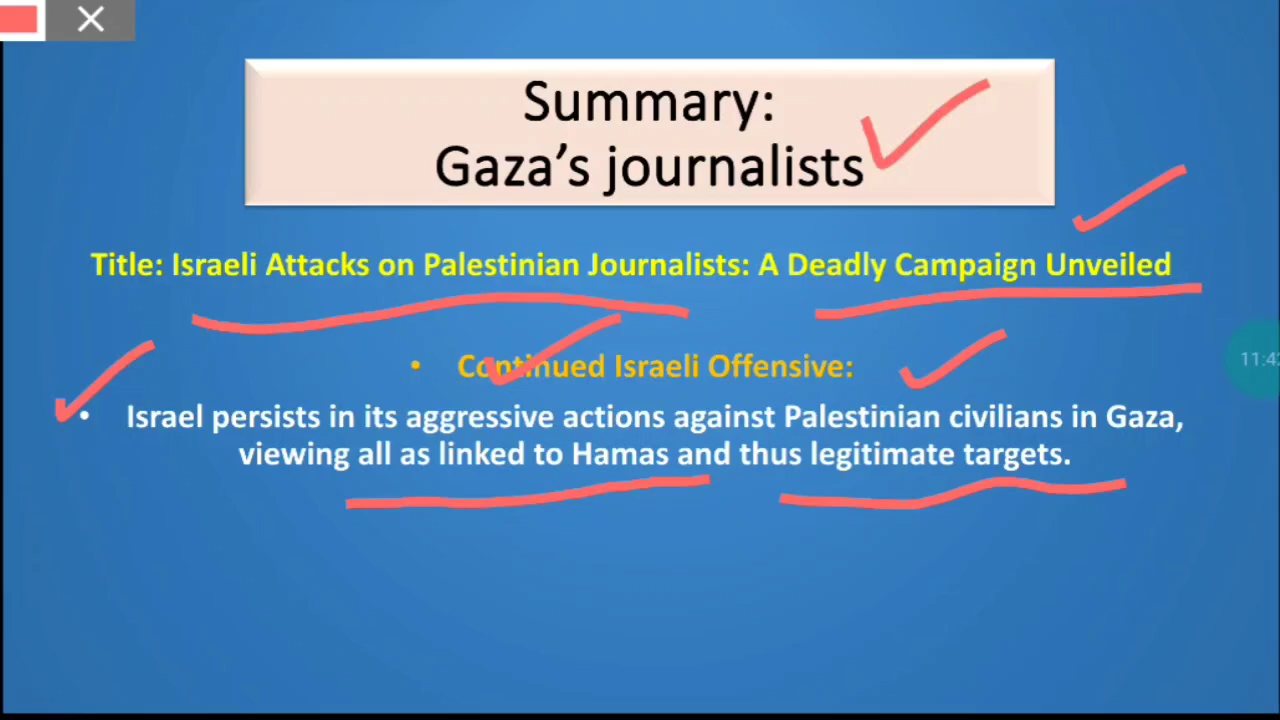 Summary:
Gaza's journalists
Title: Israeli Attacks on Palestinian Journalists: A Deadly Campaign Unveiled
• Continued Israeli Offensive:
• Israel persists in its aggressive actions against Palestinian civilians in Gaza,
viewing all as linked to Hamas and thus legitimate targets.